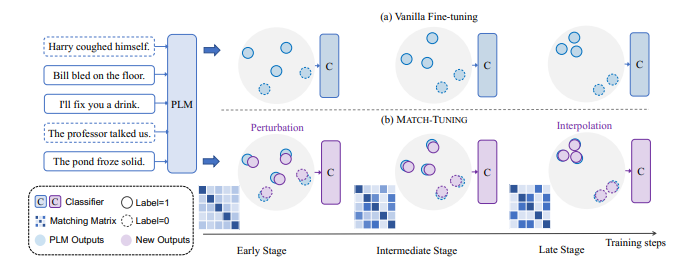 (a) Vanilla Fine-tuning
Harry coughed himself.
Bill bled on the floor.
I'll fix you a drink.
The professor talked us.
The pond froze solid.
PLM
C
C
C
(b) MATCH-TUNING
Perturbation
Interpolation
C
C
C
C C Classifier
Label=1
Matching Matrix
Label=0
PLM Outputs
New Outputs
Early Stage
Intermediate Stage
Late Stage
Training steps